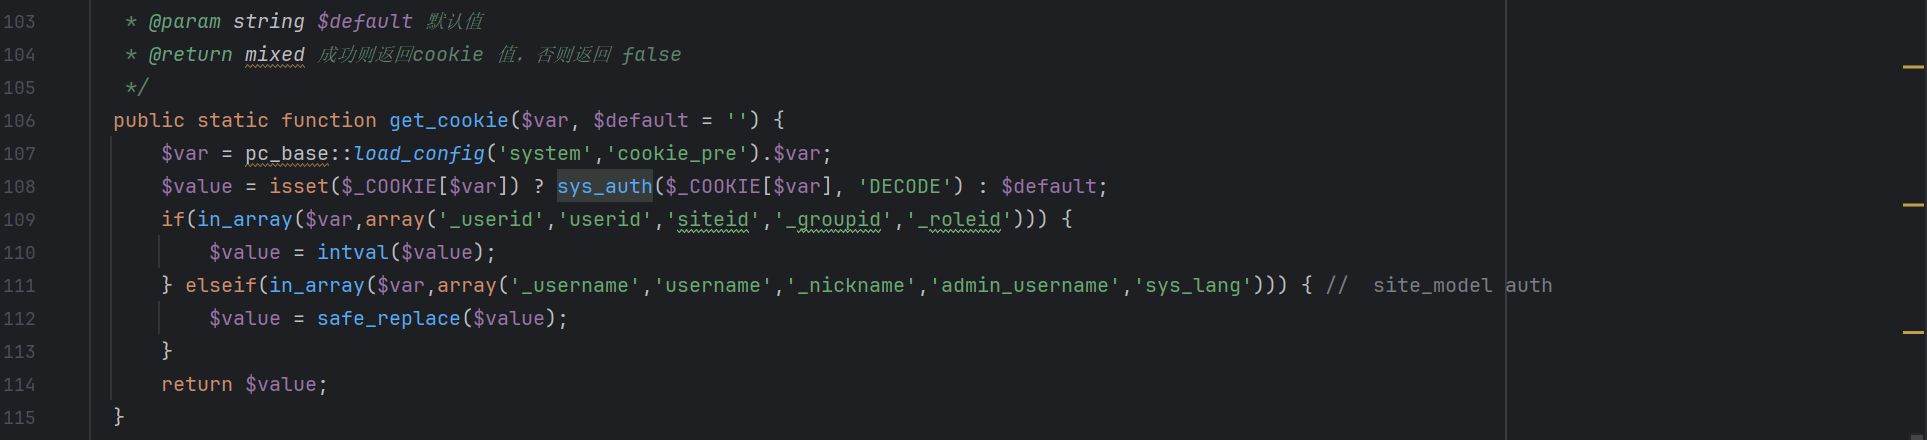 103 * @param string $default 默认值
104 * @return mixed 成功则返回cookie 值，否则返回 false
105 */
106 public static function get_cookie($var, $default = '') {
107 $var = pc_base::load_config('system','cookie_pre').$var;
108 $value = isset($_COOKIE[$var]) ? sys_auth($_COOKIE[$var], 'DECODE') : $default;
109 if(in_array($var,array('_userid','userid','siteid','_groupid','_roleid'))) {
110 $value = intval($value);
111 } elseif(in_array($var,array('_username','username','_nickname','admin_username','sys_lang'))) { //  site_model auth
112 $value = safe_replace($value);
113 }
114 return $value;
115 }